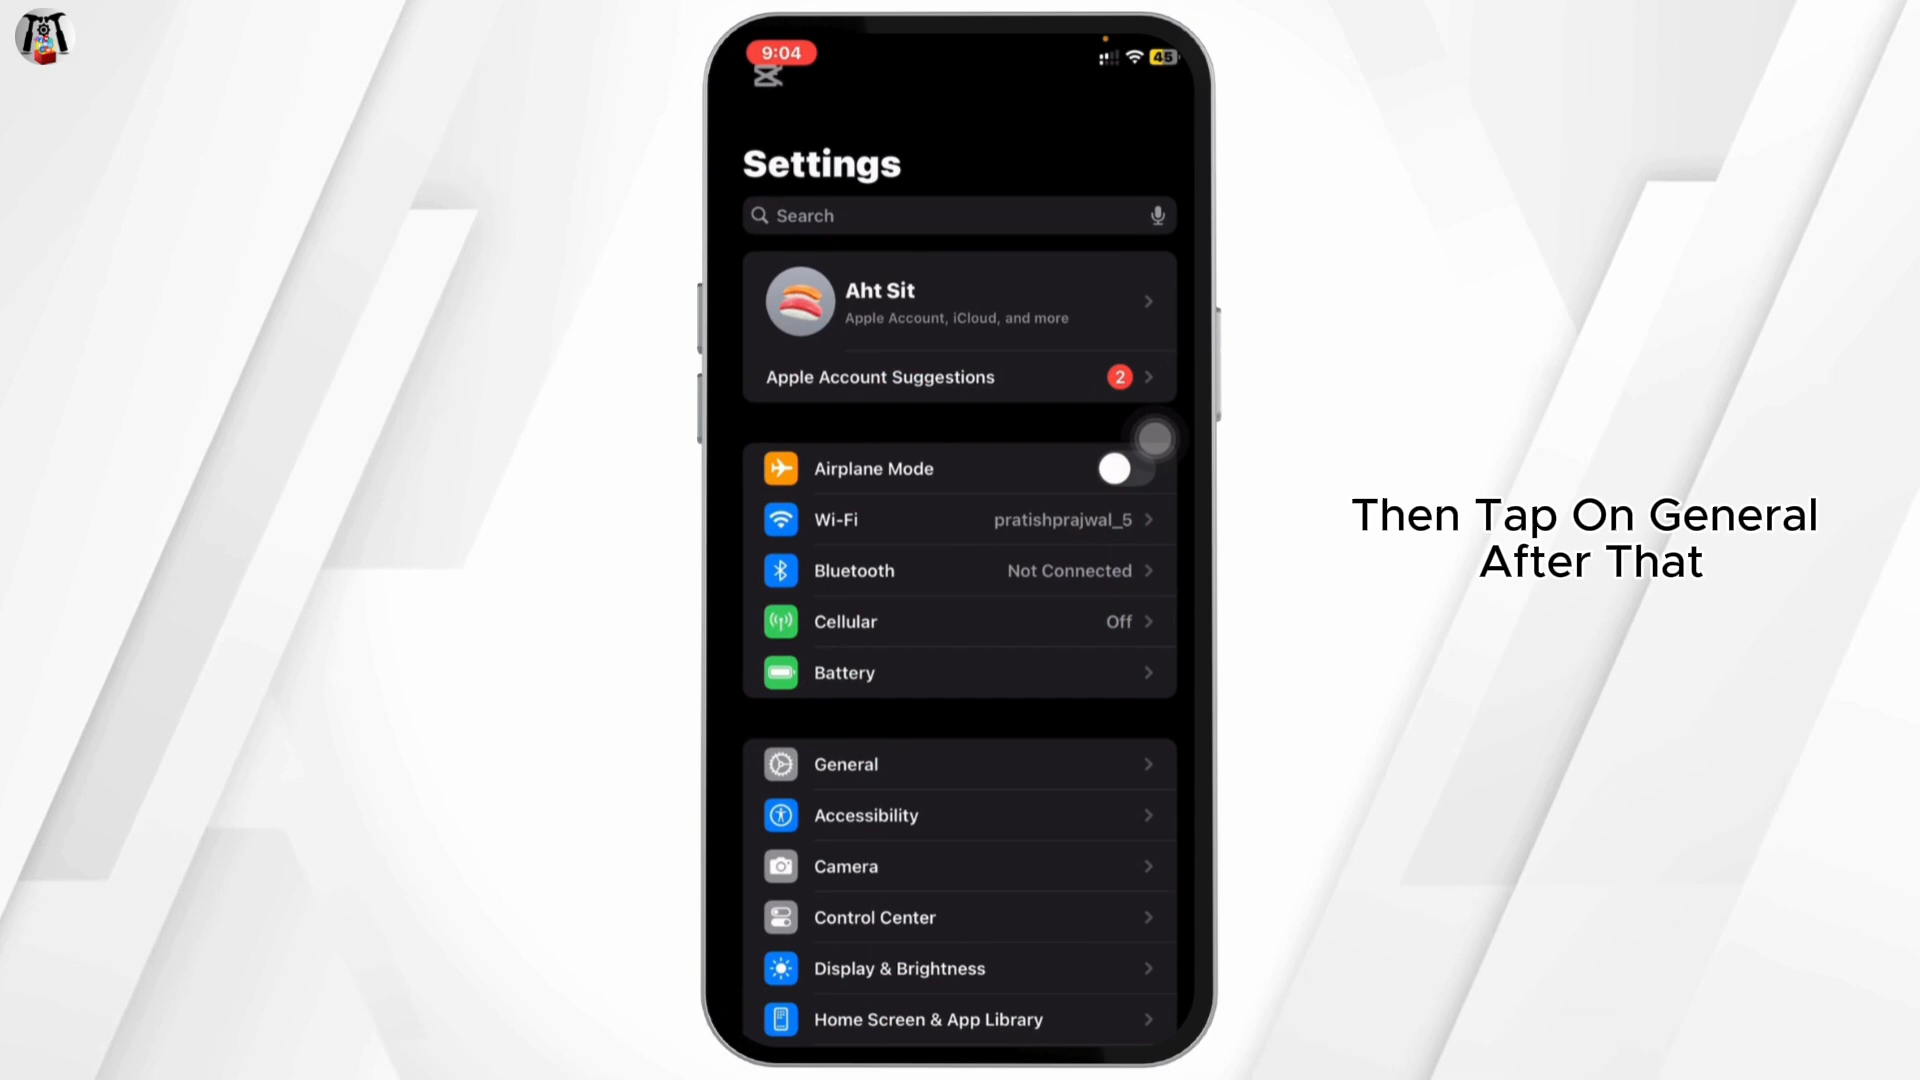 9:04
45
Settings
Search
Aht Sit
Apple Account, iCloud, and more
Apple Account Suggestions 2
Airplane Mode
Wi-Fi pratishprajwal_5
Bluetooth Not Connected
Cellular Off
Battery
General
Accessibility
Camera
Control Center
Display & Brightness
Home Screen & App Library
Then Tap On General
After That